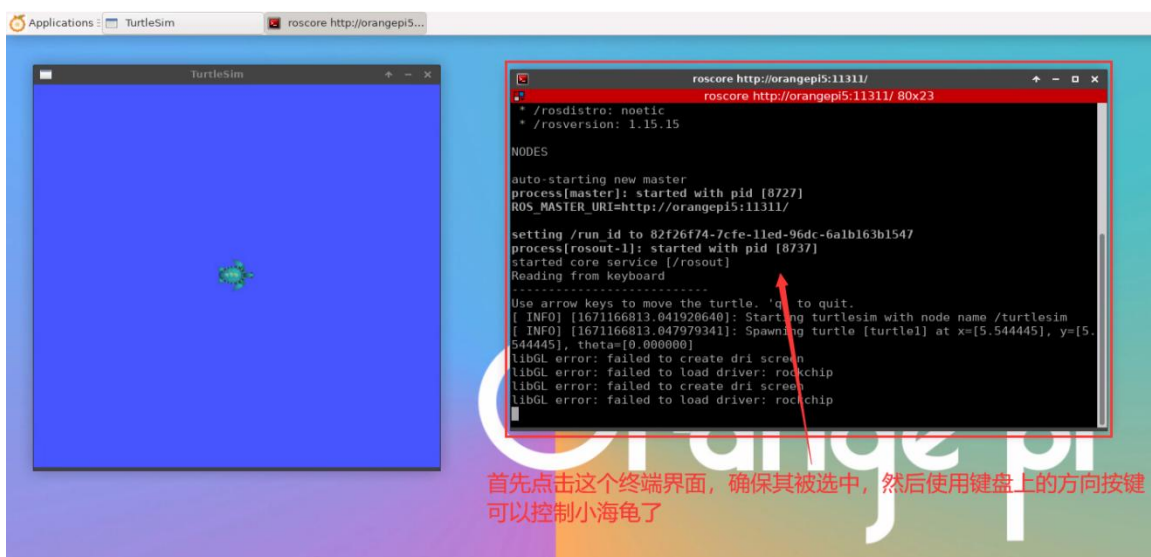 Applications
TurtleSim
roscore http://orangepi5...
TurtleSim
roscore http://orangepi5:11311/
roscore http://orangepi5:11311/ 80x23
* /rosdistro: noetic
* /rosversion: 1.15.15
NODES
auto-starting new master
process[master]: started with pid [8727]
ROS_MASTER_URI=http://orangepi5:11311/
setting /run_id to 82f26f74-7cfe-11ed-96dc-6a1b163b1547
process[rosout-1]: started with pid [8737]
started core service [/rosout]
Reading from keyboard
---------------------------
Use arrow keys to move the turtle. 'q' to quit.
[ INFO] [1671166813.041920640]: Starting turtlesim with node name /turtlesim
[ INFO] [1671166813.047979341]: Spawning turtle [turtle1] at x=[5.544445], y=[5.
544445], theta=[0.000000]
libGL error: failed to create dri screen
libGL error: failed to load driver: rockchip
libGL error: failed to create dri screen
libGL error: failed to load driver: rockchip
Orange pi
首先点击这个终端界面，确保其被选中，然后使用键盘上的方向按键
可以控制小海龟了